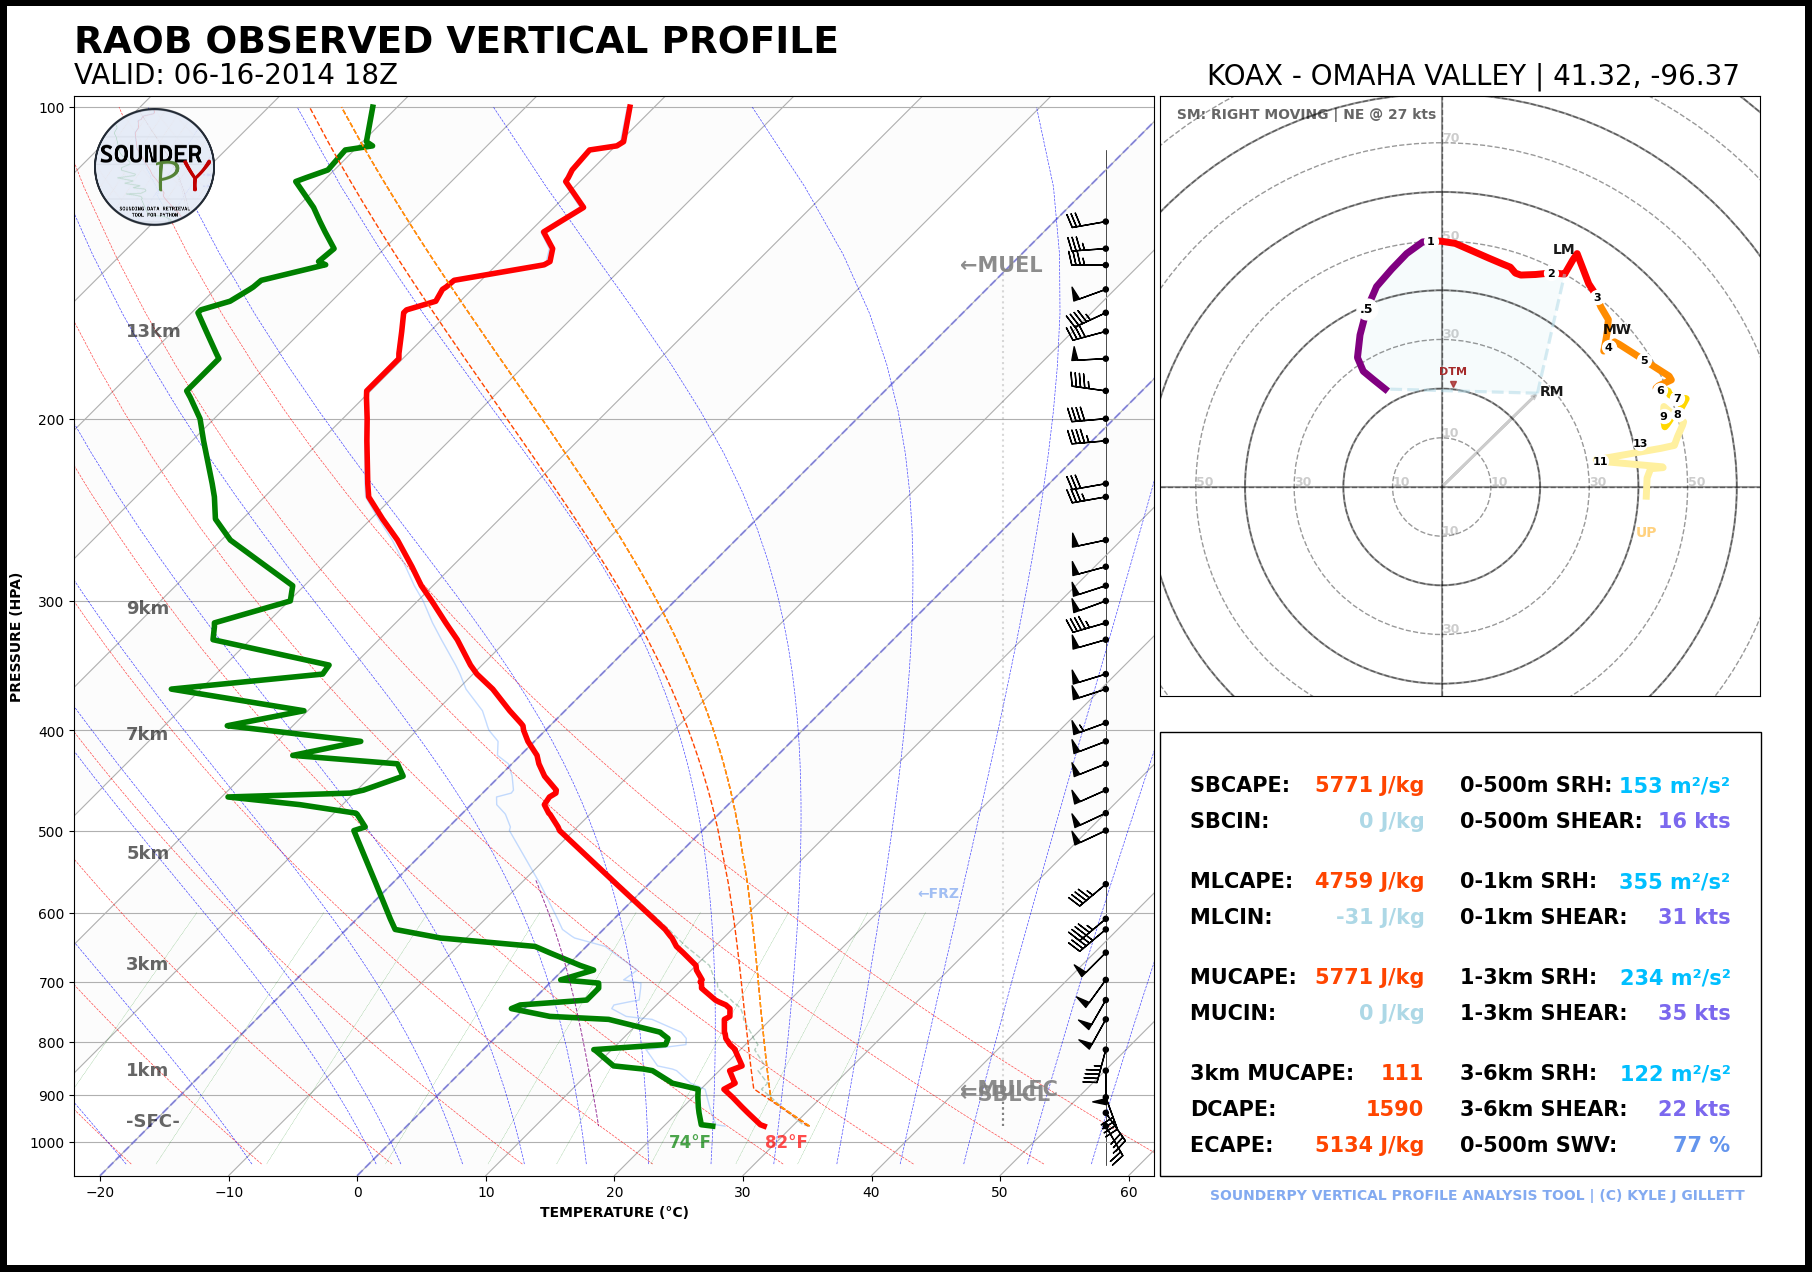 RAOB OBSERVED VERTICAL PROFILE
VALID: 06-16-2014 18Z
KOAX - OMAHA VALLEY | 41.32, -96.37
SOUNDER
PY
SOUNDING DATA RETRIEVAL
TOOL FOR PYTHON
PRESSURE (HPA)
100
200
300
400
500
600
700
800
900
1000
13km
9km
7km
5km
3km
1km
-SFC-
←MUEL
←FRZ
←MULFC
←SBLCL
74°F
82°F
−20
−10
0
10
20
30
40
50
60
TEMPERATURE (°C)
SM: RIGHT MOVING | NE @ 27 kts
70
50
30
10
50
30
10
10
30
50
10
30
1
.5
2
3
4
5
6
7
8
9
13
11
LM
MW
DTM
RM
UP
SBCAPE: 5771 J/kg 0-500m SRH: 153 m²/s²
SBCIN: 0 J/kg 0-500m SHEAR: 16 kts
MLCAPE: 4759 J/kg 0-1km SRH: 355 m²/s²
MLCIN: -31 J/kg 0-1km SHEAR: 31 kts
MUCAPE: 5771 J/kg 1-3km SRH: 234 m²/s²
MUCIN: 0 J/kg 1-3km SHEAR: 35 kts
3km MUCAPE: 111 3-6km SRH: 122 m²/s²
DCAPE: 1590 3-6km SHEAR: 22 kts
ECAPE: 5134 J/kg 0-500m SWV: 77 %
SOUNDERPY VERTICAL PROFILE ANALYSIS TOOL | (C) KYLE J GILLETT